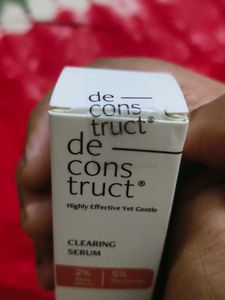 de —
cons
truct®
de —
cons
truct®
Highly Effective Yet Gentle
CLEARING
SERUM
2%
5%